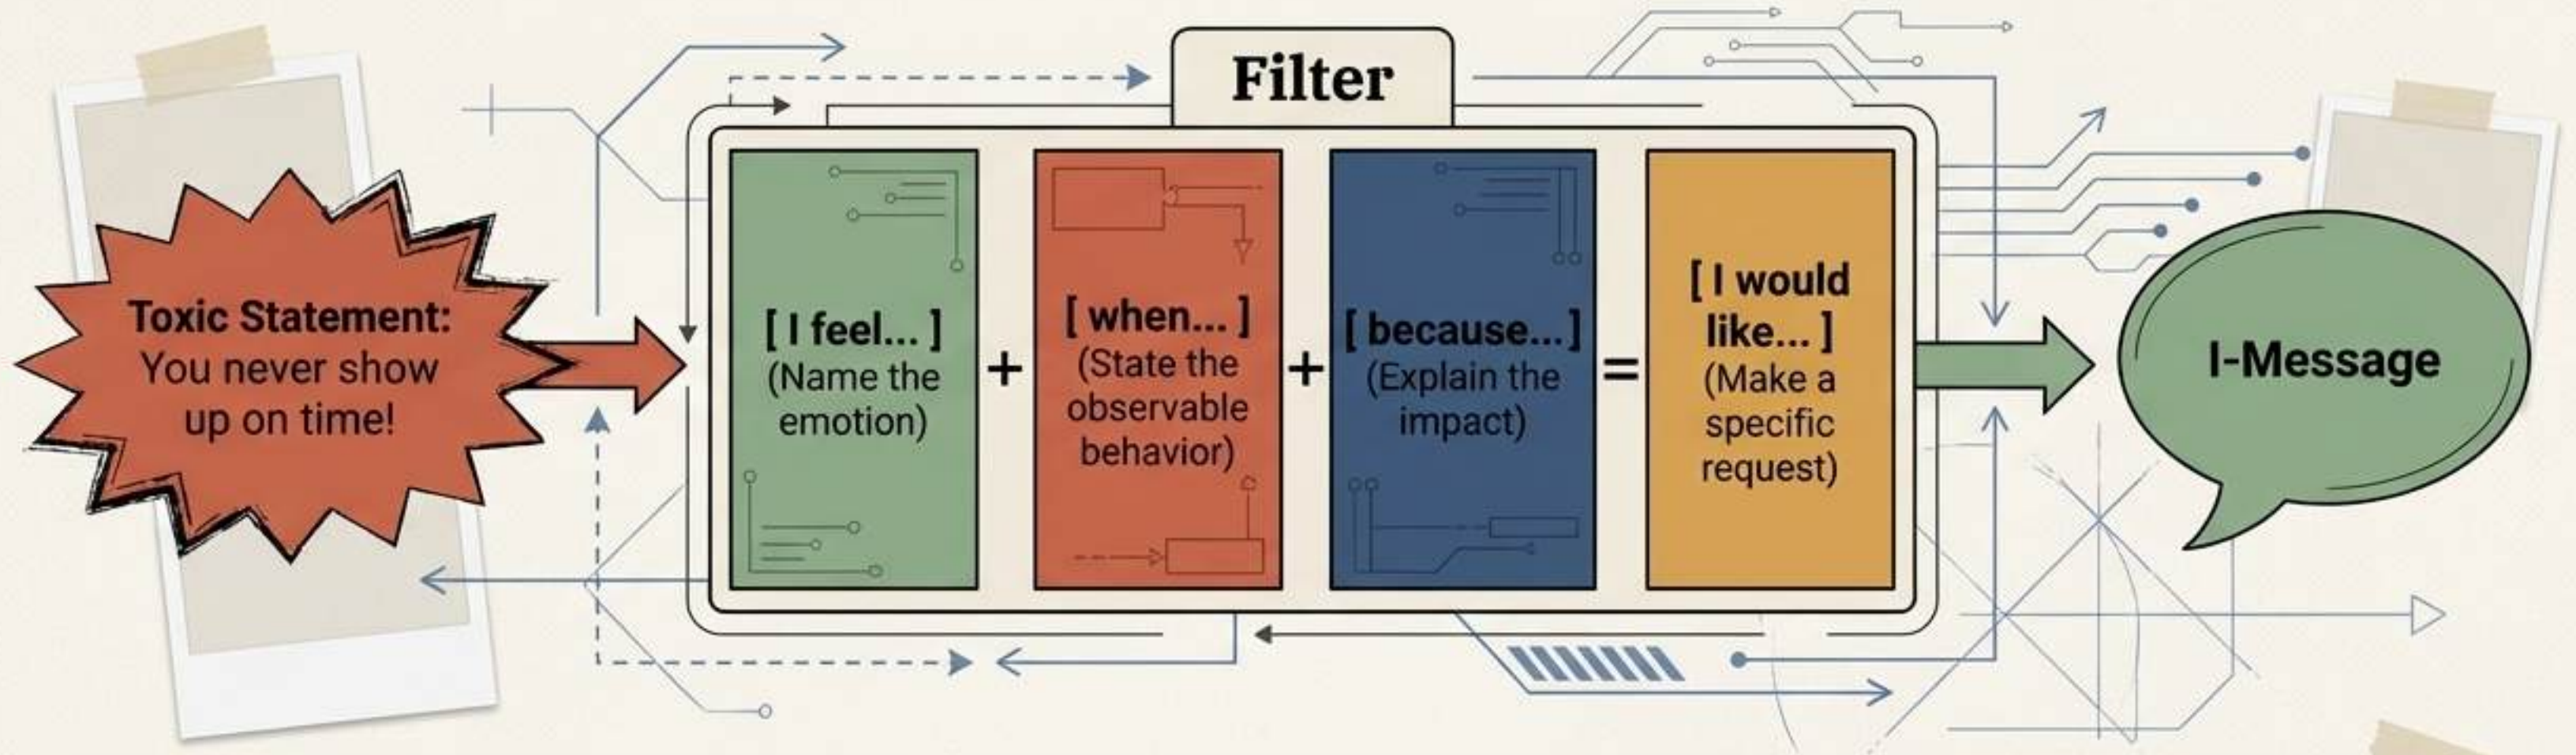 Filter
Toxic Statement:
You never show
up on time!
[ I feel... ]
(Name the
emotion)
+
[ when... ]
(State the
observable
behavior)
+
[ because... ]
(Explain the
impact)
=
[ I would
like... ]
(Make a
specific
request)
I-Message